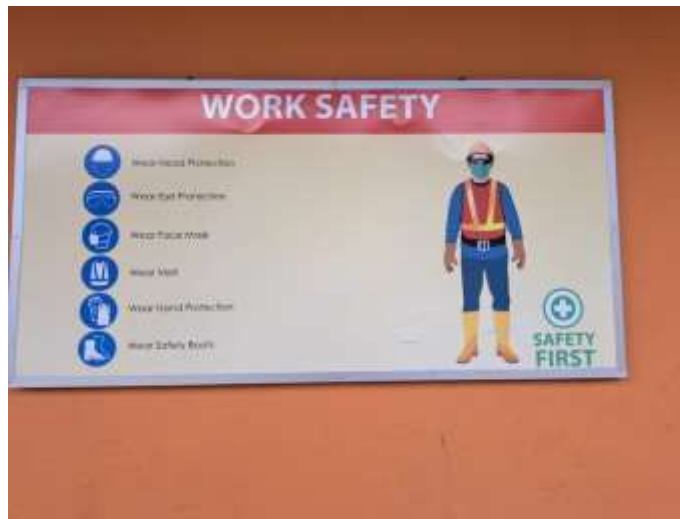 WORK SAFETY
Wear Head Protection
Wear Eye Protection
Wear Face Mask
Wear Vest
Wear Hand Protection
Wear Safety Boots
SAFETY
FIRST